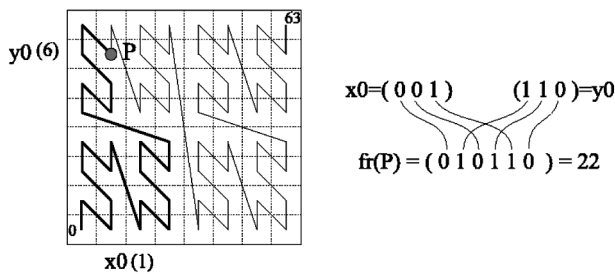 63
y0 (6)
P
0
x0 (1)
x0=( 0 0 1 ) (1 1 0 )=y0
fr(P) = ( 0 1 0 1 1 0 ) = 22